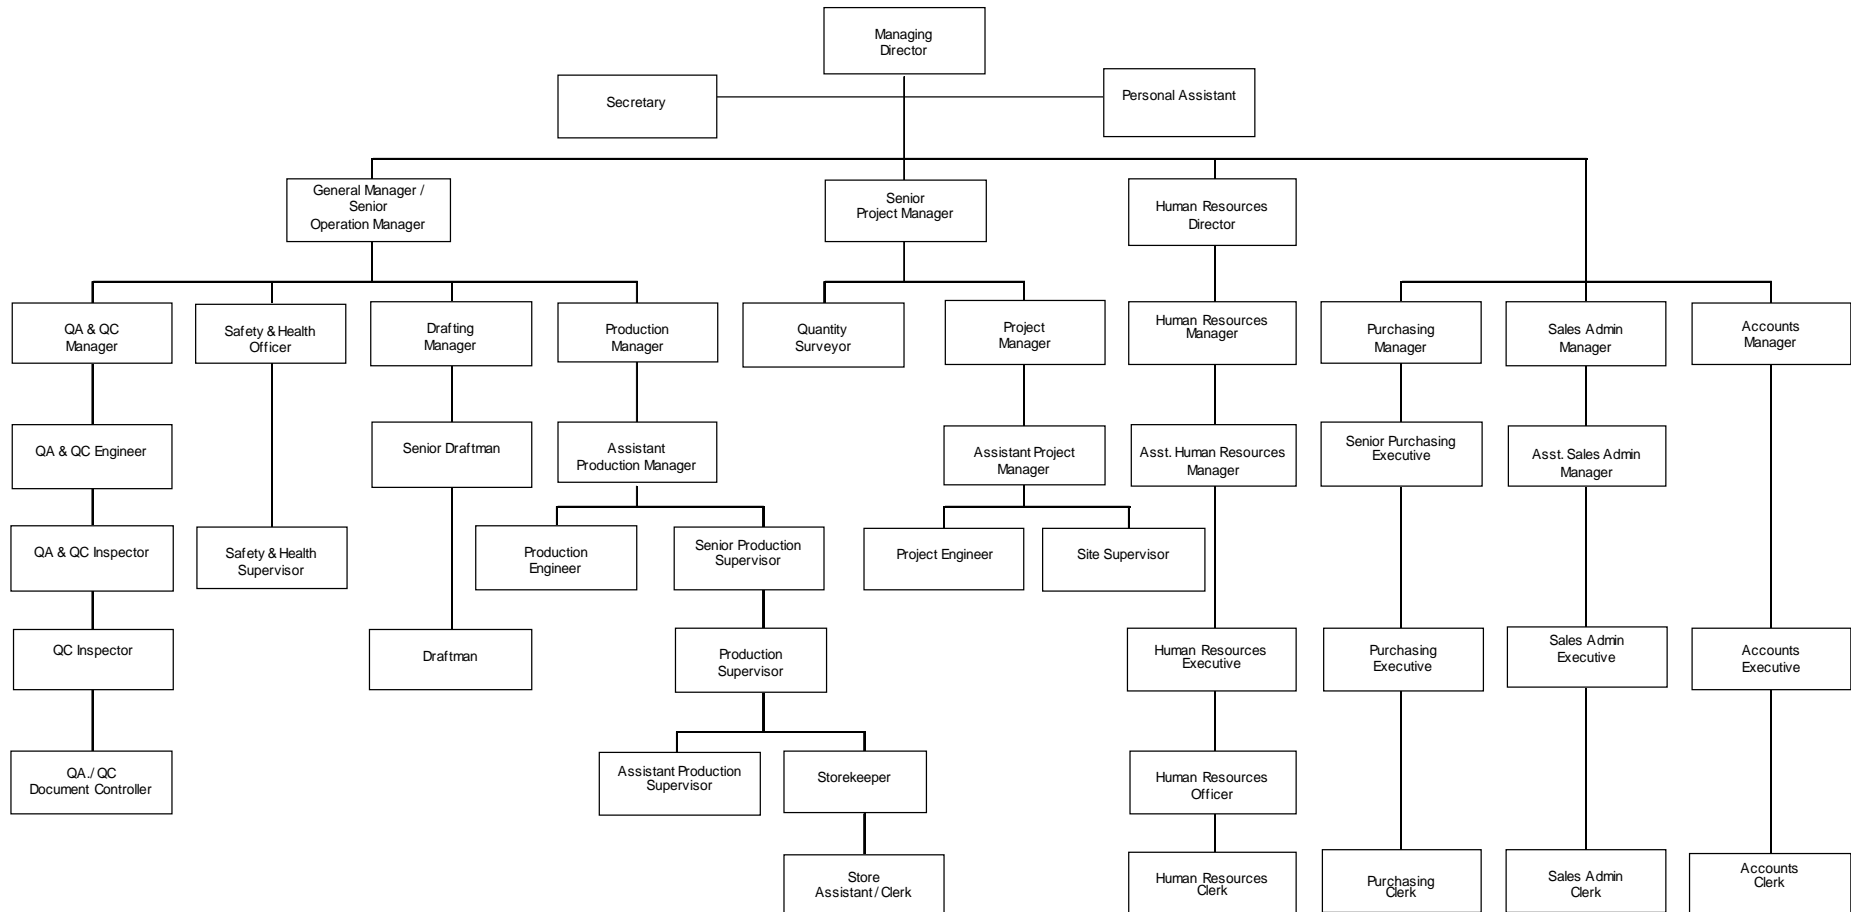 Managing
Director
Secretary
Personal Assistant
General Manager /
Senior
Operation Manager
Senior
Project Manager
Human Resources
Director
QA & QC
Manager
Safety & Health
Officer
Drafting
Manager
Production
Manager
Quantity
Surveyor
Project
Manager
Human Resources
Manager
Purchasing
Manager
Sales Admin
Manager
Accounts
Manager
QA & QC Engineer
Senior Draftman
Assistant
Production Manager
Assistant Project
Manager
Asst. Human Resources
Manager
Senior Purchasing
Executive
Asst. Sales Admin
Manager
QA & QC Inspector
Safety & Health
Supervisor
Production
Engineer
Senior Production
Supervisor
Project Engineer
Site Supervisor
QC Inspector
Draftman
Production
Supervisor
Human Resources
Executive
Purchasing
Executive
Sales Admin
Executive
Accounts
Executive
QA./ QC
Document Controller
Assistant Production
Supervisor
Storekeeper
Human Resources
Officer
Store
Assistant / Clerk
Human Resources
Clerk
Purchasing
Clerk
Sales Admin
Clerk
Accounts
Clerk